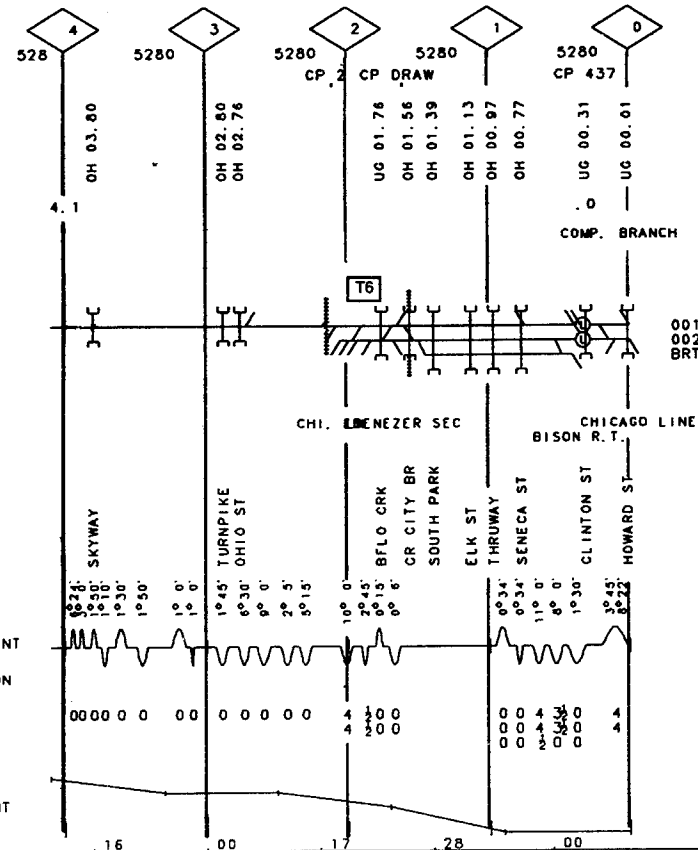 4 3 2 1 0
528 5280 5280 5280 5280
CP 2 CP DRAW CP 437
OH 03.80
OH 02.80
OH 02.76
UG 01.76
OH 01.56
OH 01.39
OH 01.13
OH 00.97
OH 00.77
UG 00.31
UG 00.01
4.1 .0
COMP. BRANCH
T6
001
002
BRT
CHI. EBENEZER SEC CHICAGO LINE
BISON R.T.
SKYWAY
TURNPIKE
OHIO ST
BFLO CRK
CR CITY BR
SOUTH PARK
ELK ST
THRUWAY
SENECA ST
CLINTON ST
HOWARD ST
1°50'
1°10'
1°30'
1°50'
1° 0'
1° 0'
1°45'
6°30'
9° 0'
2° 5'
5°15'
10° 0'
2°45'
0°15'
0° 6'
0°34'
0°34'
11° 0'
8° 0'
1°30'
3°45'
8°22'
NT
ON
0000 0 0 0 0 0 0 0 0 0 4 ½ 0 0 0 0 4 0 4
4 ½ 0 0 0 0 4 0 4
0 0 ½ 0 0
NT
.16 .00 .17 .28 .00